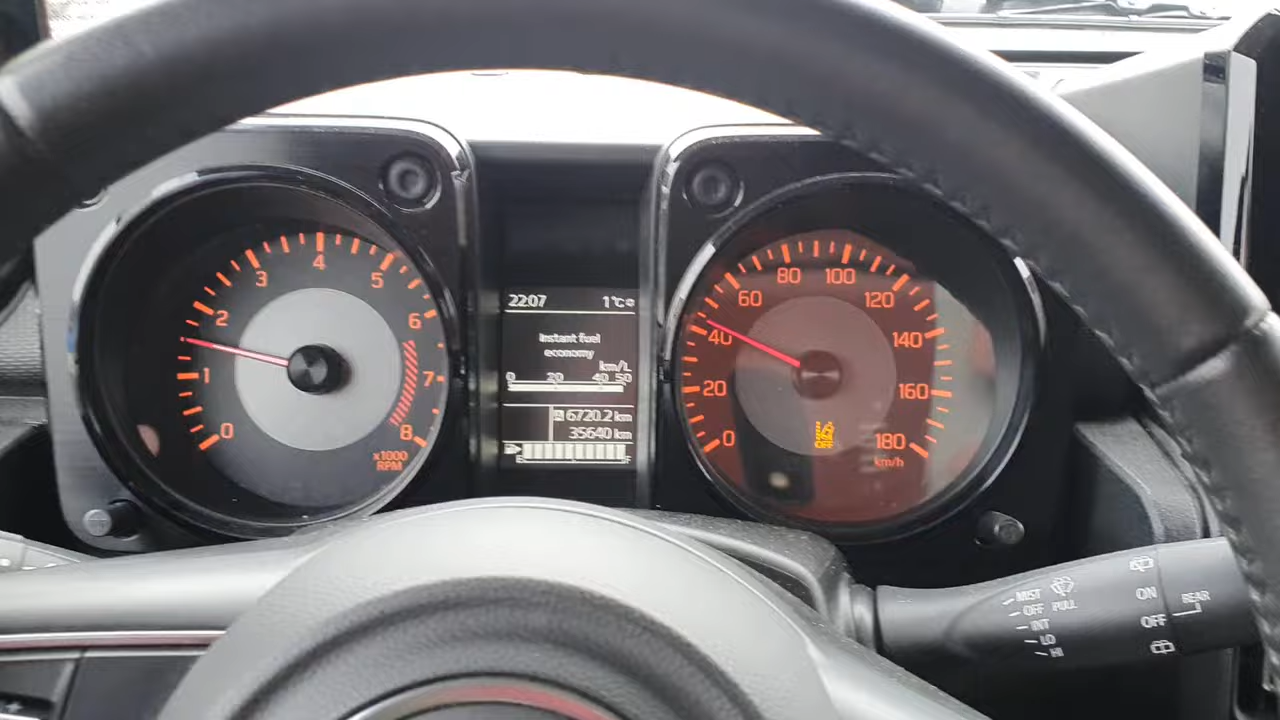 0
1
2
3
4
5
6
7
8
x1000
RPM
22:07 1°C
Instant fuel
economy
km/L
0 20 40 50
A 6720.2 km
35640 km
E F
0
20
40
60
80
100
120
140
160
180
km/h
OFF
MIST
OFF PULL
INT
LO
HI
ON
OFF
REAR